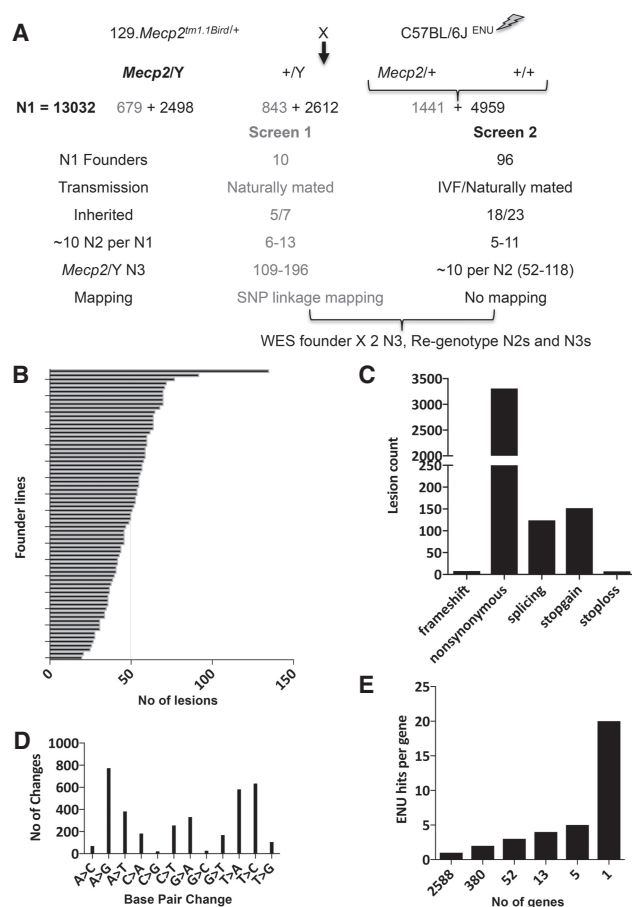 A
129.Mecp2tm1.1Bird/+ X C57BL/6J ENU
Mecp2/Y +/Y Mecp2/+ +/+
N1 = 13032 679 + 2498 843 + 2612 1441 + 4959
Screen 1 Screen 2
N1 Founders 10 96
Transmission Naturally mated IVF/Naturally mated
Inherited 5/7 18/23
~10 N2 per N1 6-13 5-11
Mecp2/Y N3 109-196 ~10 per N2 (52-118)
Mapping SNP linkage mapping No mapping
WES founder X 2 N3, Re-genotype N2s and N3s
B
Founder lines
0 50 100 150
No of lesions
C
Lesion count
3500
3000
2500
2000
250
200
150
100
50
0
frameshift nonsynonymous splicing stopgain stoploss
D
No of Changes
1000
800
600
400
200
0
A>C A>G A>T C>A C>G C>T G>A G>C G>T T>A T>C T>G
Base Pair Change
E
ENU hits per gene
25
20
15
10
5
0
2588 380 52 13 5 1
No of genes